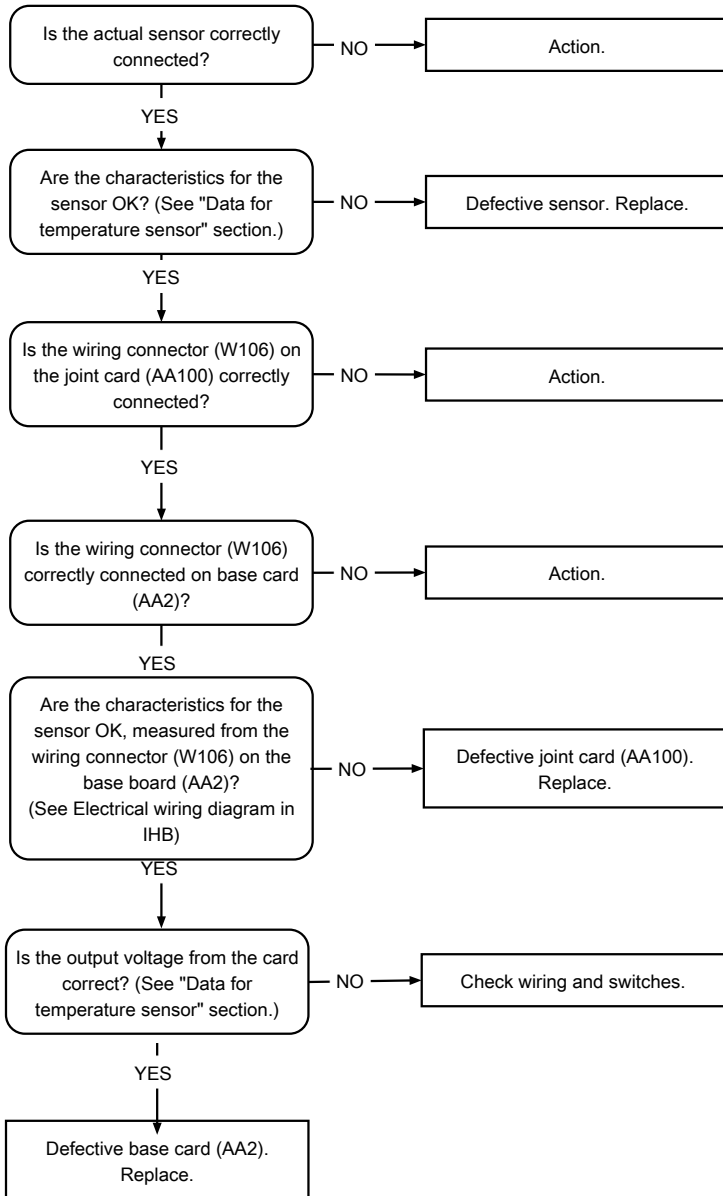 Is the actual sensor correctly
connected?
NO
Action.
YES
Are the characteristics for the
sensor OK? (See "Data for
temperature sensor" section.)
NO
Defective sensor. Replace.
YES
Is the wiring connector (W106) on
the joint card (AA100) correctly
connected?
NO
Action.
YES
Is the wiring connector (W106)
correctly connected on base card
(AA2)?
NO
Action.
YES
Are the characteristics for the
sensor OK, measured from the
wiring connector (W106) on the
base board (AA2)?
(See Electrical wiring diagram in
IHB)
NO
Defective joint card (AA100).
Replace.
YES
Is the output voltage from the card
correct? (See "Data for
temperature sensor" section.)
NO
Check wiring and switches.
YES
Defective base card (AA2).
Replace.